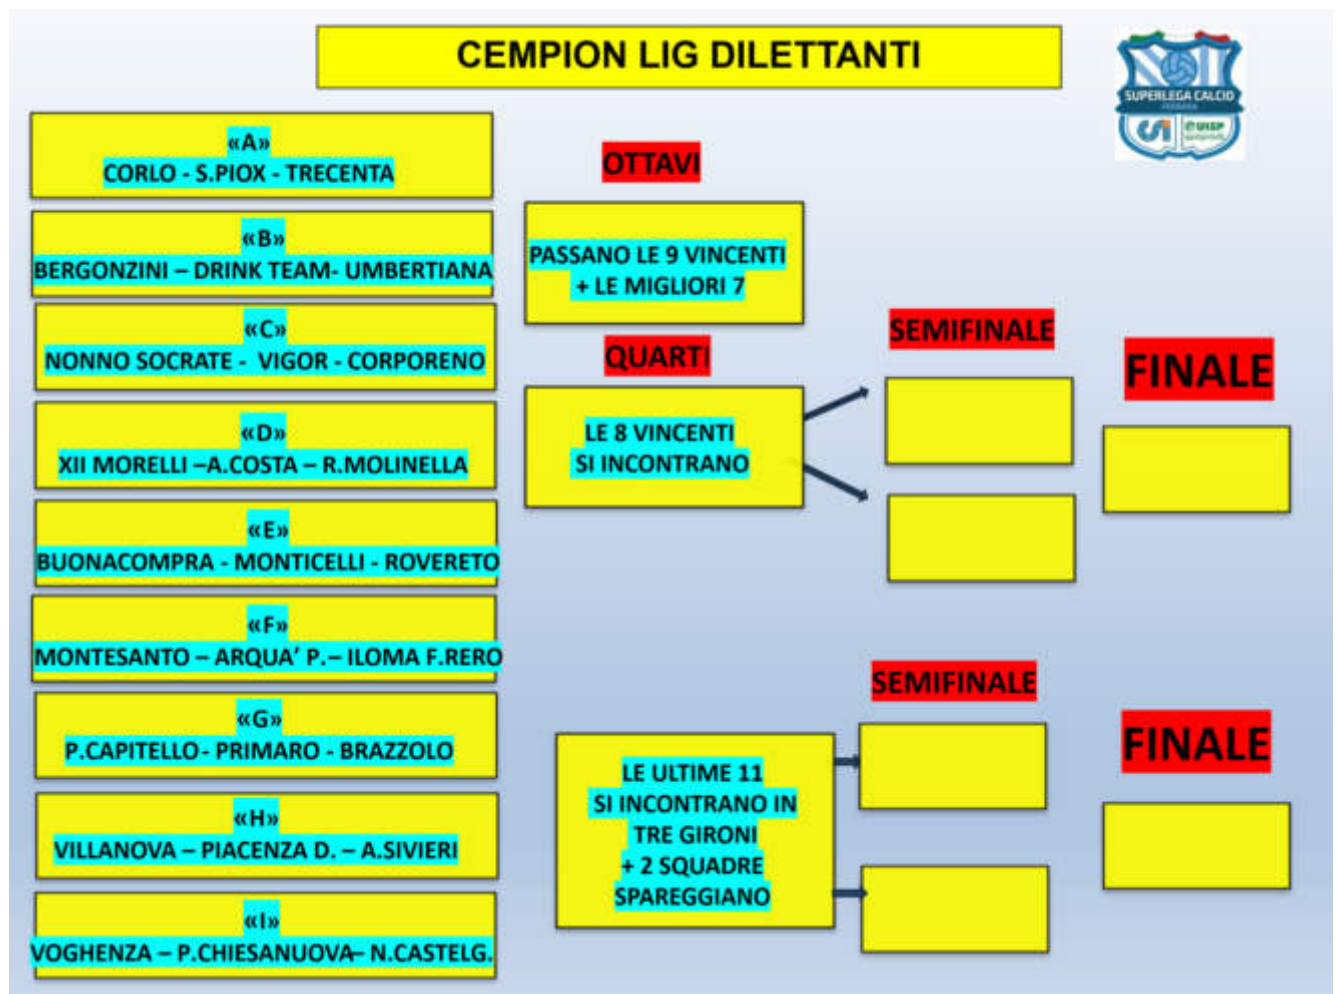 CEMPION LIG DILETTANTI
SUPERLEGA CALCIO
FERRARA
CSi
UISP
«A»
CORLO - S.PIOX - TRECENTA
«B»
BERGONZINI – DRINK TEAM- UMBERTIANA
«C»
NONNO SOCRATE - VIGOR - CORPORENO
«D»
XII MORELLI –A.COSTA – R.MOLINELLA
«E»
BUONACOMPRA - MONTICELLI - ROVERETO
«F»
MONTESANTO – ARQUA’ P.– ILOMA F.RERO
«G»
P.CAPITELLO- PRIMARO - BRAZZOLO
«H»
VILLANOVA – PIACENZA D. – A.SIVIERI
«I»
VOGHENZA – P.CHIESANUOVA– N.CASTELG.
OTTAVI
PASSANO LE 9 VINCENTI
+ LE MIGLIORI 7
QUARTI
LE 8 VINCENTI
SI INCONTRANO
SEMIFINALE
FINALE
LE ULTIME 11
SI INCONTRANO IN
TRE GIRONI
+ 2 SQUADRE
SPAREGGIANO
SEMIFINALE
FINALE